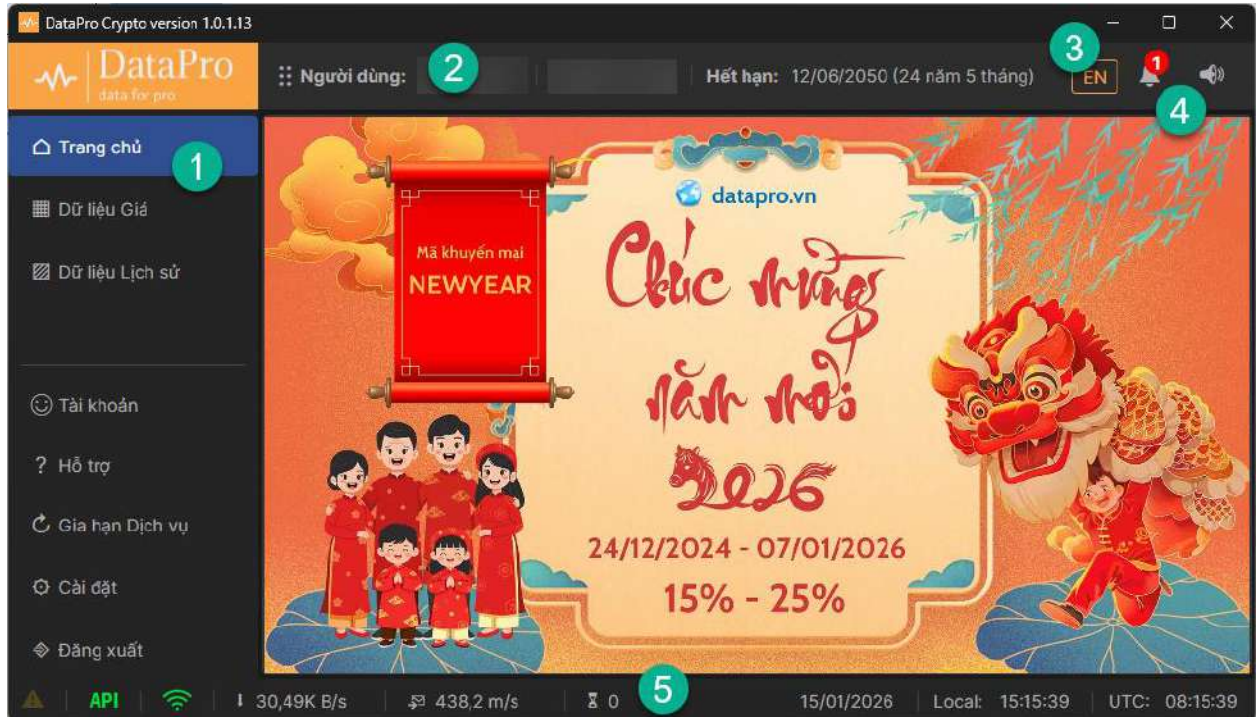 DataPro Crypto version 1.0.1.13
DataPro
data for pro
Người dùng:
2
Hết hạn: 12/06/2050 (24 năm 5 tháng)
3
EN
1
4
Trang chủ
1
Dữ liệu Giá
Dữ liệu Lịch sử
Tài khoản
? Hỗ trợ
Gia hạn Dịch vụ
Cài đặt
Đăng xuất
datapro.vn
Mã khuyến mại
NEWYEAR
Chúc mừng
năm mới
2026
24/12/2024 - 07/01/2026
15% - 25%
API
30,49K B/s
438,2 m/s
0
5
15/01/2026
Local: 15:15:39
UTC: 08:15:39